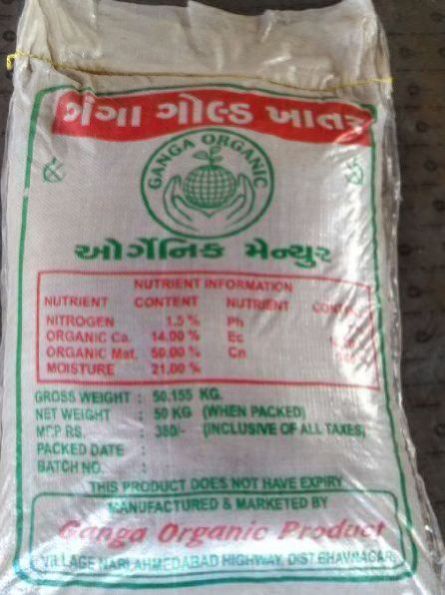 ગંગા ગોલ્ડ ખાતર
GANGA ORGANIC
ઓર્ગેનિક મેન્યુર
NUTRIENT INFORMATION
NUTRIENT CONTENT NUTRIENT
NITROGEN 1.5 % Ph
ORGANIC Ca. 14.00 % Ec
ORGANIC Mat. 50.00 % Cn
MOISTURE 21.00 %
GROSS WEIGHT : 50.155 KG.
NET WEIGHT : 50 KG (WHEN PACKED)
MRP RS. : 380/- (INCLUSIVE OF ALL TAXES)
PACKED DATE :
BATCH NO. :
THIS PRODUCT DOES NOT HAVE EXPIRY
MANUFACTURED & MARKETED BY
Ganga Organic Product
VILLAGE NARI AHMEDABAD HIGHWAY, DIST BHAVNAGAR